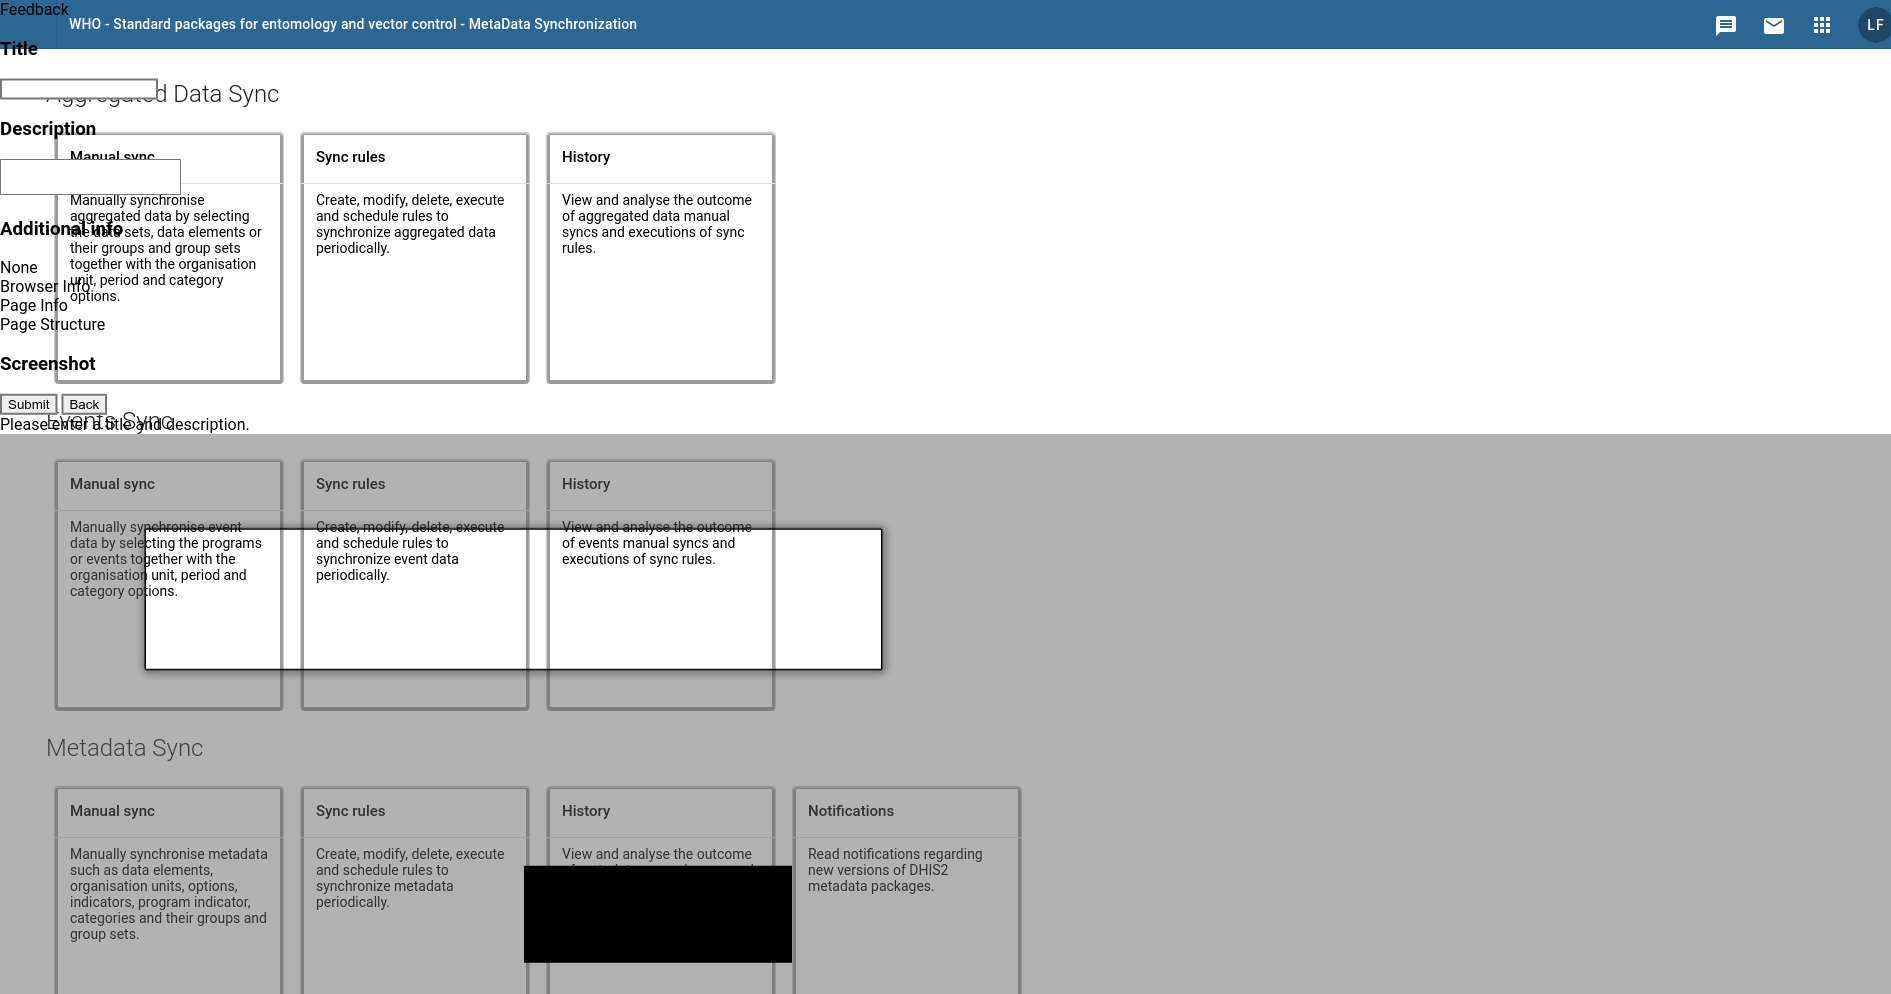 Feedback
WHO - Standard packages for entomology and vector control - MetaData Synchronization
LF
Title
Aggregated Data Sync
Description
Manual sync
Manually synchronise
aggregated data by selecting
the data sets, data elements or
their groups and group sets
together with the organisation
unit, period and category
options.
Sync rules
Create, modify, delete, execute
and schedule rules to
synchronize aggregated data
periodically.
History
View and analyse the outcome
of aggregated data manual
syncs and executions of sync
rules.
Additional info
None
Browser Info
Page Info
Page Structure
Screenshot
Submit
Back
Please enter a title and description.
Events Sync
Manual sync
Manually synchronise event
data by selecting the programs
or events together with the
organisation unit, period and
category options.
Sync rules
Create, modify, delete, execute
and schedule rules to
synchronize event data
periodically.
History
View and analyse the outcome
of events manual syncs and
executions of sync rules.
Metadata Sync
Manual sync
Manually synchronise metadata
such as data elements,
organisation units, options,
indicators, program indicator,
categories and their groups and
group sets.
Sync rules
Create, modify, delete, execute
and schedule rules to
synchronize metadata
periodically.
History
View and analyse the outcome
Notifications
Read notifications regarding
new versions of DHIS2
metadata packages.